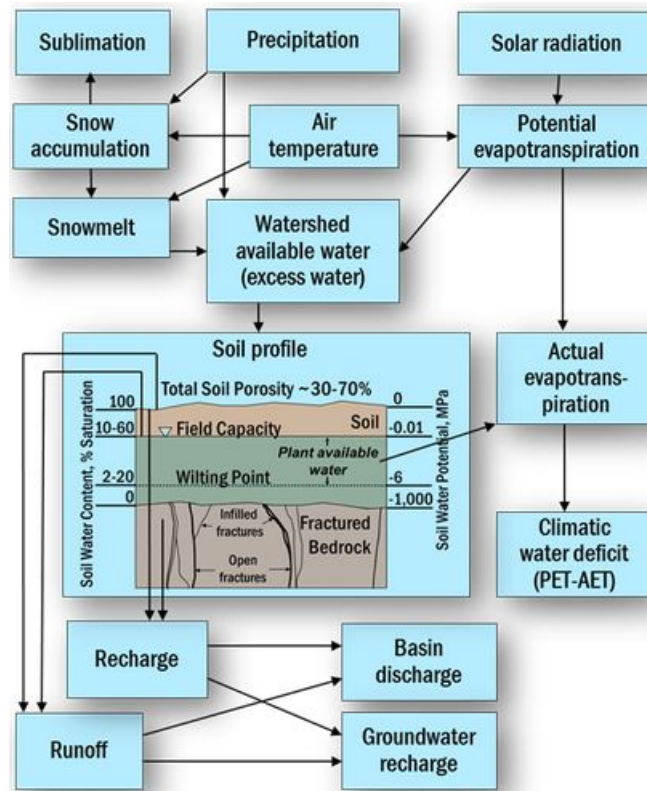 Sublimation
Precipitation
Solar radiation
Snow
accumulation
Air
temperature
Potential
evapotranspiration
Snowmelt
Watershed
available water
(excess water)
Soil profile
Total Soil Porosity ~30-70%
Soil Water Content, % Saturation
100
10-60
2-20
0
Field Capacity
Soil
Plant available
water
Wilting Point
Infilled
fractures
Fractured
Bedrock
Open
fractures
0
-0.01
-6
-1,000
Soil Water Potential, MPa
Actual
evapotrans-
piration
Climatic
water deficit
(PET-AET)
Recharge
Basin
discharge
Runoff
Groundwater
recharge